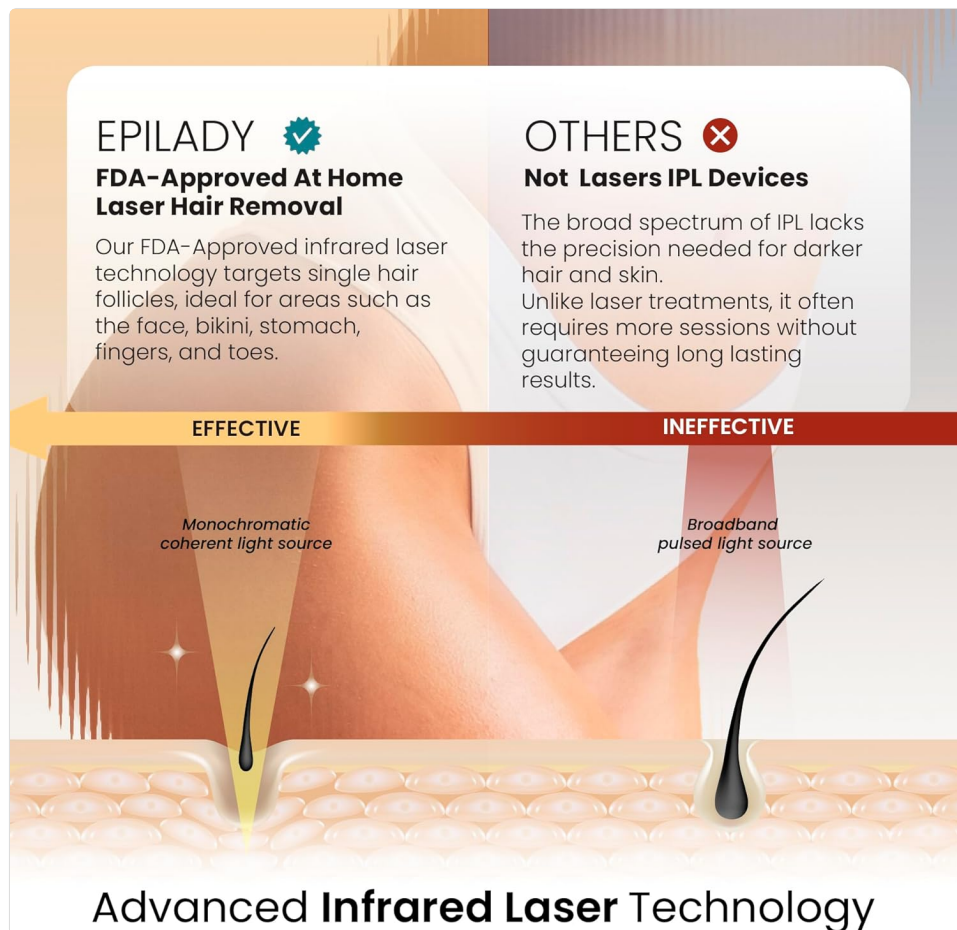 EPILADY
FDA-Approved At Home
Laser Hair Removal
Our FDA-Approved infrared laser
technology targets single hair
follicles, ideal for areas such as
the face, bikini, stomach,
fingers, and toes.
OTHERS
Not Lasers IPL Devices
The broad spectrum of IPL lacks
the precision needed for darker
hair and skin.
Unlike laser treatments, it often
requires more sessions without
guaranteeing long lasting
results.
EFFECTIVE
INEFFECTIVE
Monochromatic
coherent light source
Broadband
pulsed light source
Advanced Infrared Laser Technology